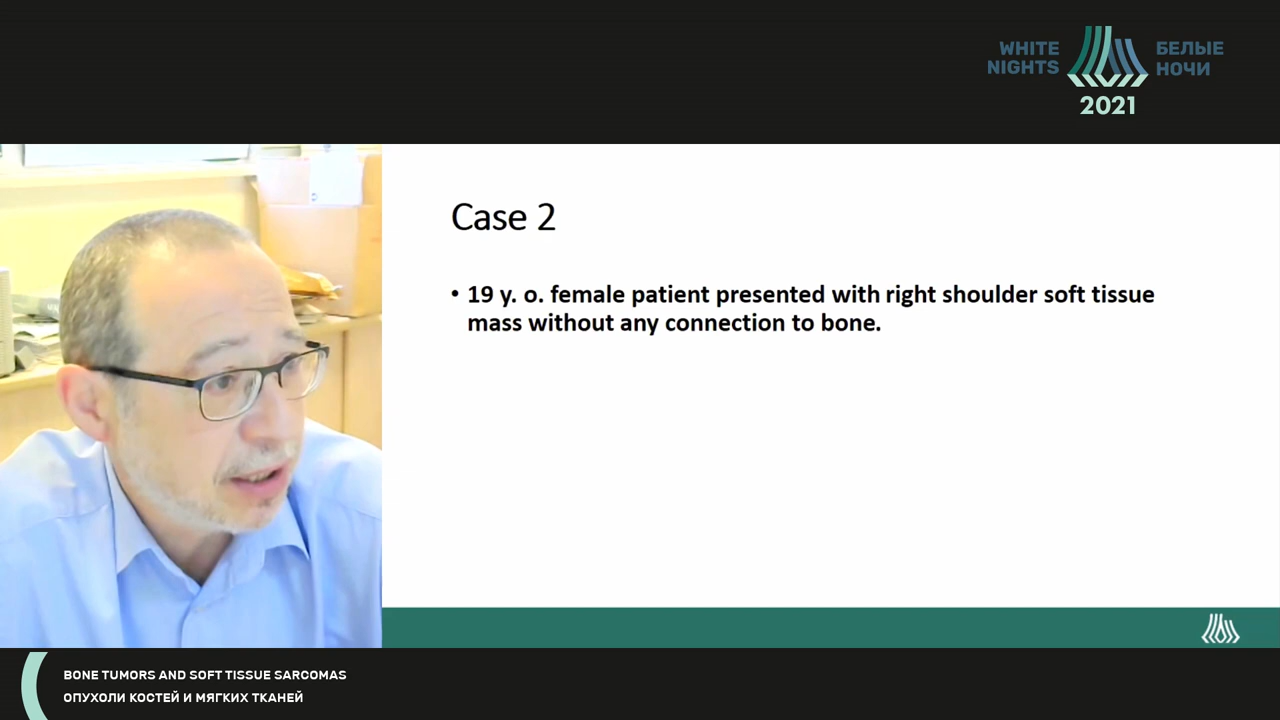 WHITE
NIGHTS
БЕЛЫЕ
НОЧИ
2021
Case 2
• 19 y. o. female patient presented with right shoulder soft tissue
mass without any connection to bone.
BONE TUMORS AND SOFT TISSUE SARCOMAS
ОПУХОЛИ КОСТЕЙ И МЯГКИХ ТКАНЕЙ